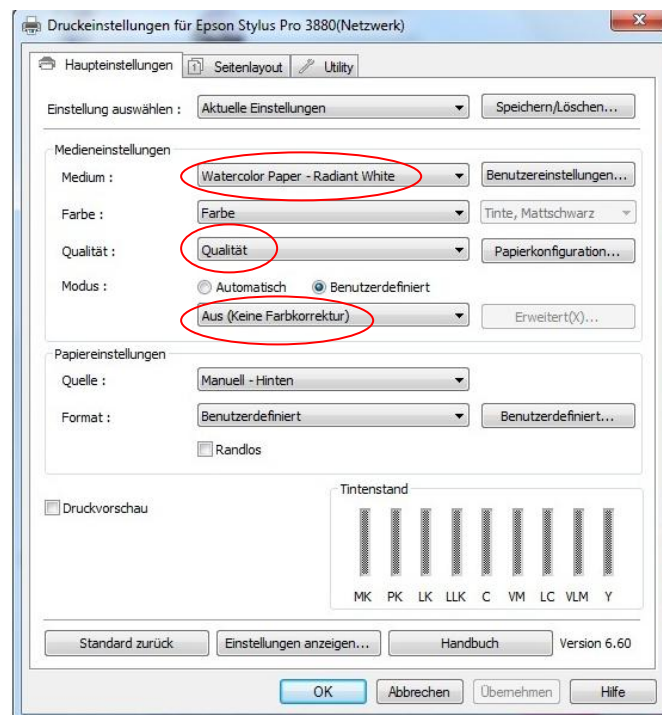 Druckeinstellungen für Epson Stylus Pro 3880(Netzwerk)
Haupteinstellungen Seitenlayout Utility
Einstellung auswählen : Aktuelle Einstellungen Speichern/Löschen...
Medieneinstellungen
Medium : Watercolor Paper - Radiant White Benutzereinstellungen...
Farbe : Farbe Tinte, Mattschwarz
Qualität : Qualität Papierkonfiguration...
Modus : Automatisch Benutzerdefiniert
Aus (Keine Farbkorrektur) Erweitert(X)...
Papiereinstellungen
Quelle : Manuell - Hinten
Format : Benutzerdefiniert Benutzerdefiniert...
Randlos
Druckvorschau
Tintenstand
MK PK LK LLK C VM LC VLM Y
Standard zurück Einstellungen anzeigen... Handbuch Version 6.60
OK Abbrechen Übernehmen Hilfe